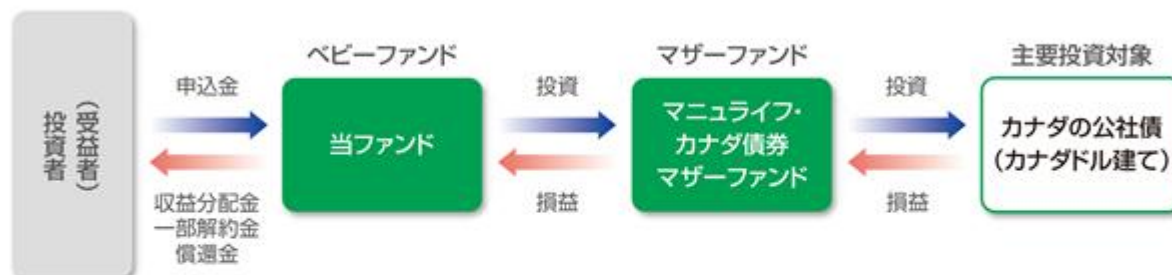 投資者
(受益者)
申込金
収益分配金
一部解約金
償還金
ベビーファンド
当ファンド
投資
損益
マザーファンド
マニュライフ・
カナダ債券
マザーファンド
投資
損益
主要投資対象
カナダの公社債
(カナダドル建て)